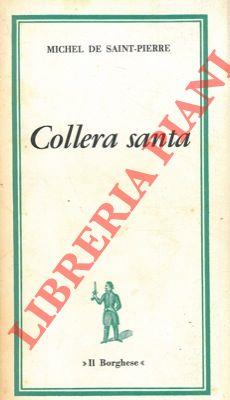 MICHEL DE SAINT-PIERRE
Collera santa
LIBRERIA PIANI
»Il Borghese«